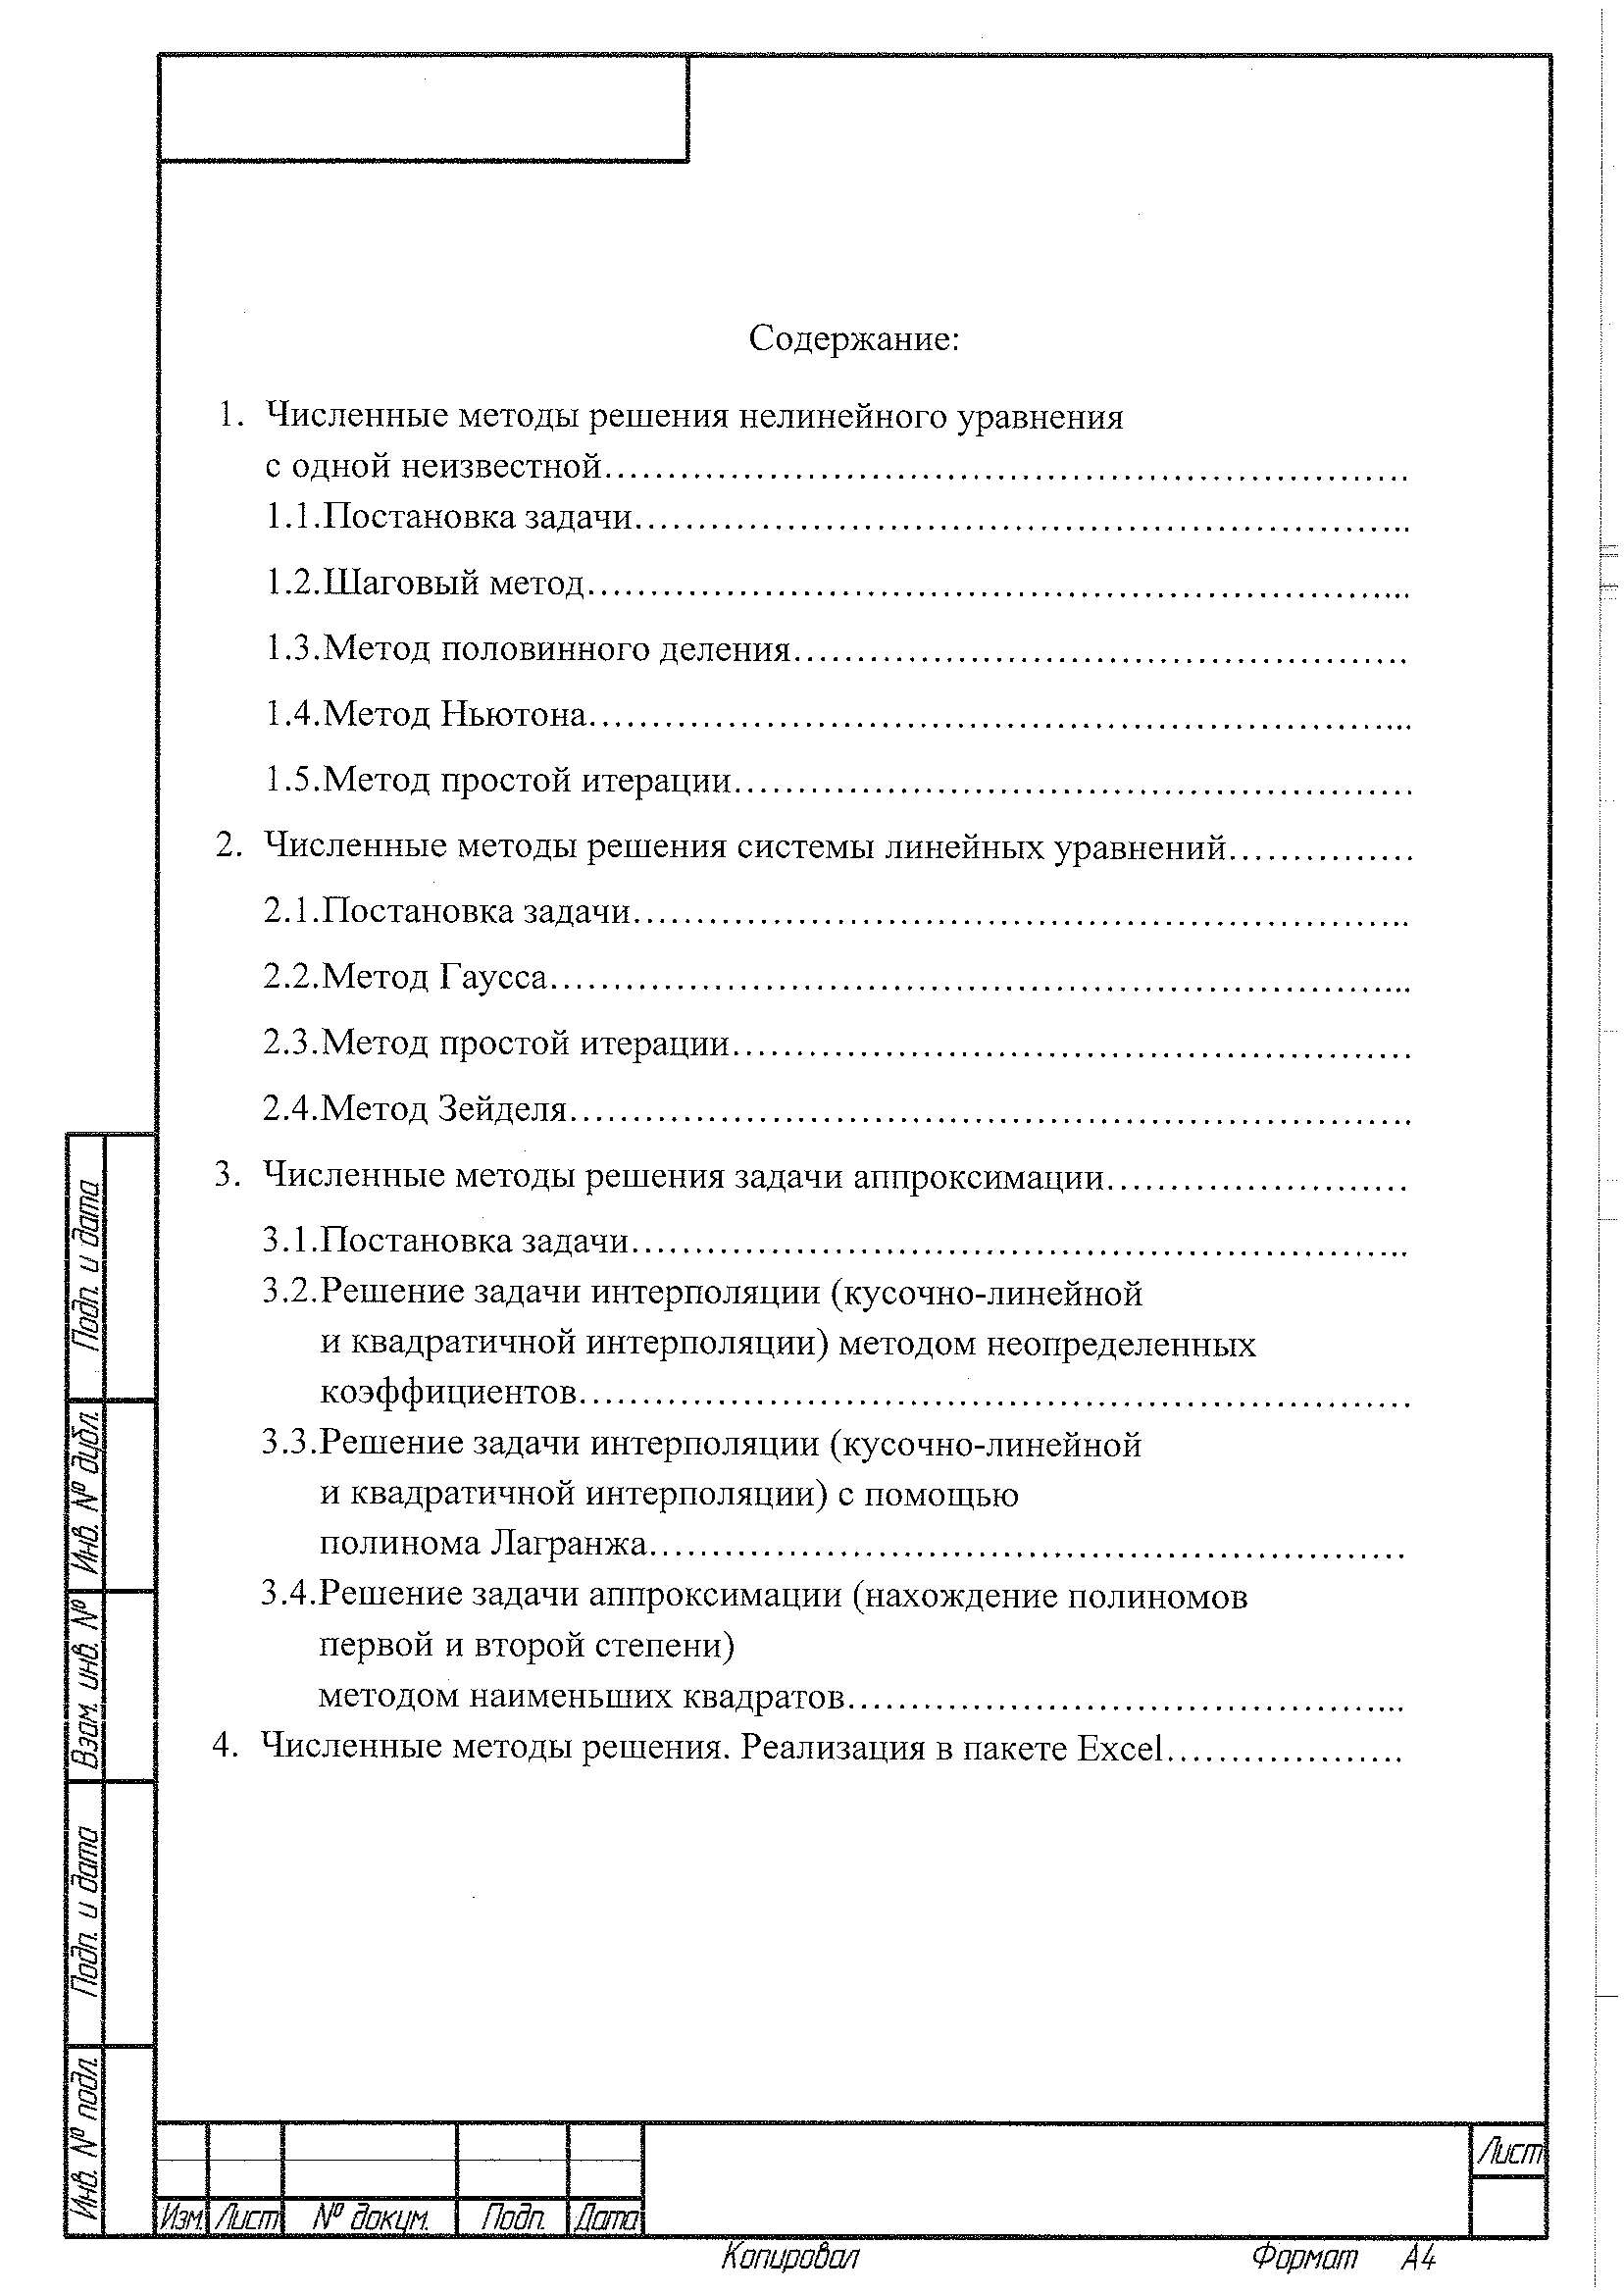 Содержание:
1. Численные методы решения нелинейного уравнения
с одной неизвестной................................................................
1.1.Постановка задачи................................................................
1.2.Шаговый метод................................................................
1.3.Метод половинного деления................................................
1.4.Метод Ньютона................................................................
1.5.Метод простой итерации.....................................................
2. Численные методы решения системы линейных уравнений...............
2.1.Постановка задачи................................................................
2.2.Метод Гаусса................................................................
2.3.Метод простой итерации.....................................................
2.4.Метод Зейделя................................................................
3. Численные методы решения задачи аппроксимации........................
3.1.Постановка задачи................................................................
3.2.Решение задачи интерполяции (кусочно-линейной
и квадратичной интерполяции) методом неопределенных
коэффициентов................................................................
3.3.Решение задачи интерполяции (кусочно-линейной
и квадратичной интерполяции) с помощью
полинома Лагранжа............................................................
3.4.Решение задачи аппроксимации (нахождение полиномов
первой и второй степени)
методом наименьших квадратов............................................
4. Численные методы решения. Реализация в пакете Excel...................
Подп. и дата
Инв. № дубл.
Взам. инв. №
Подп. и дата
Инв. № подл.
Изм. Лист № докум. Подп. Дата
Лист
Копировал Формат А4